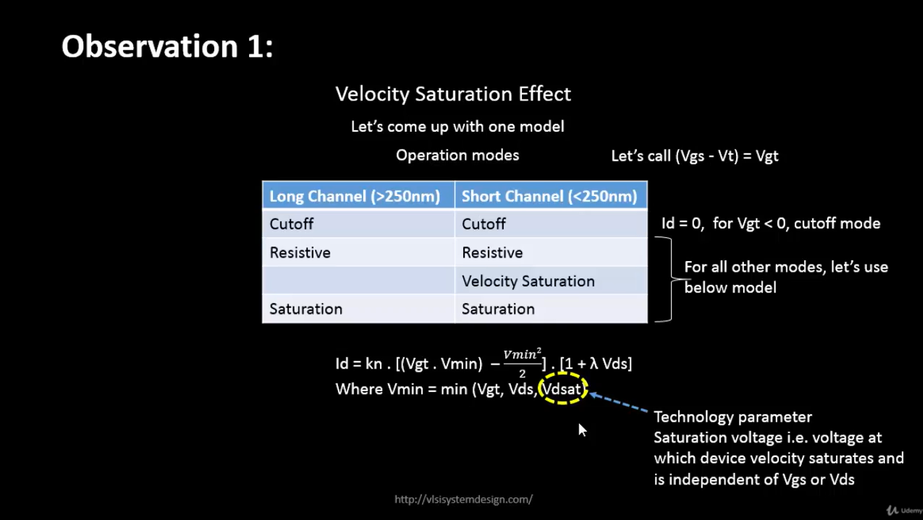 Observation 1:
Velocity Saturation Effect
Let's come up with one model
Operation modes
Let's call (Vgs - Vt) = Vgt
Long Channel (>250nm) Short Channel (<250nm)
Cutoff Cutoff
Id = 0, for Vgt < 0, cutoff mode
Resistive Resistive
Velocity Saturation
Saturation Saturation
For all other modes, let's use
below model
Id = kn . [(Vgt . Vmin) – Vmin²/2] . [1 + λ Vds]
Where Vmin = min (Vgt, Vds, Vdsat)
Technology parameter
Saturation voltage i.e. voltage at
which device velocity saturates and
is independent of Vgs or Vds
http://vlsisystemdesign.com/
Udemy